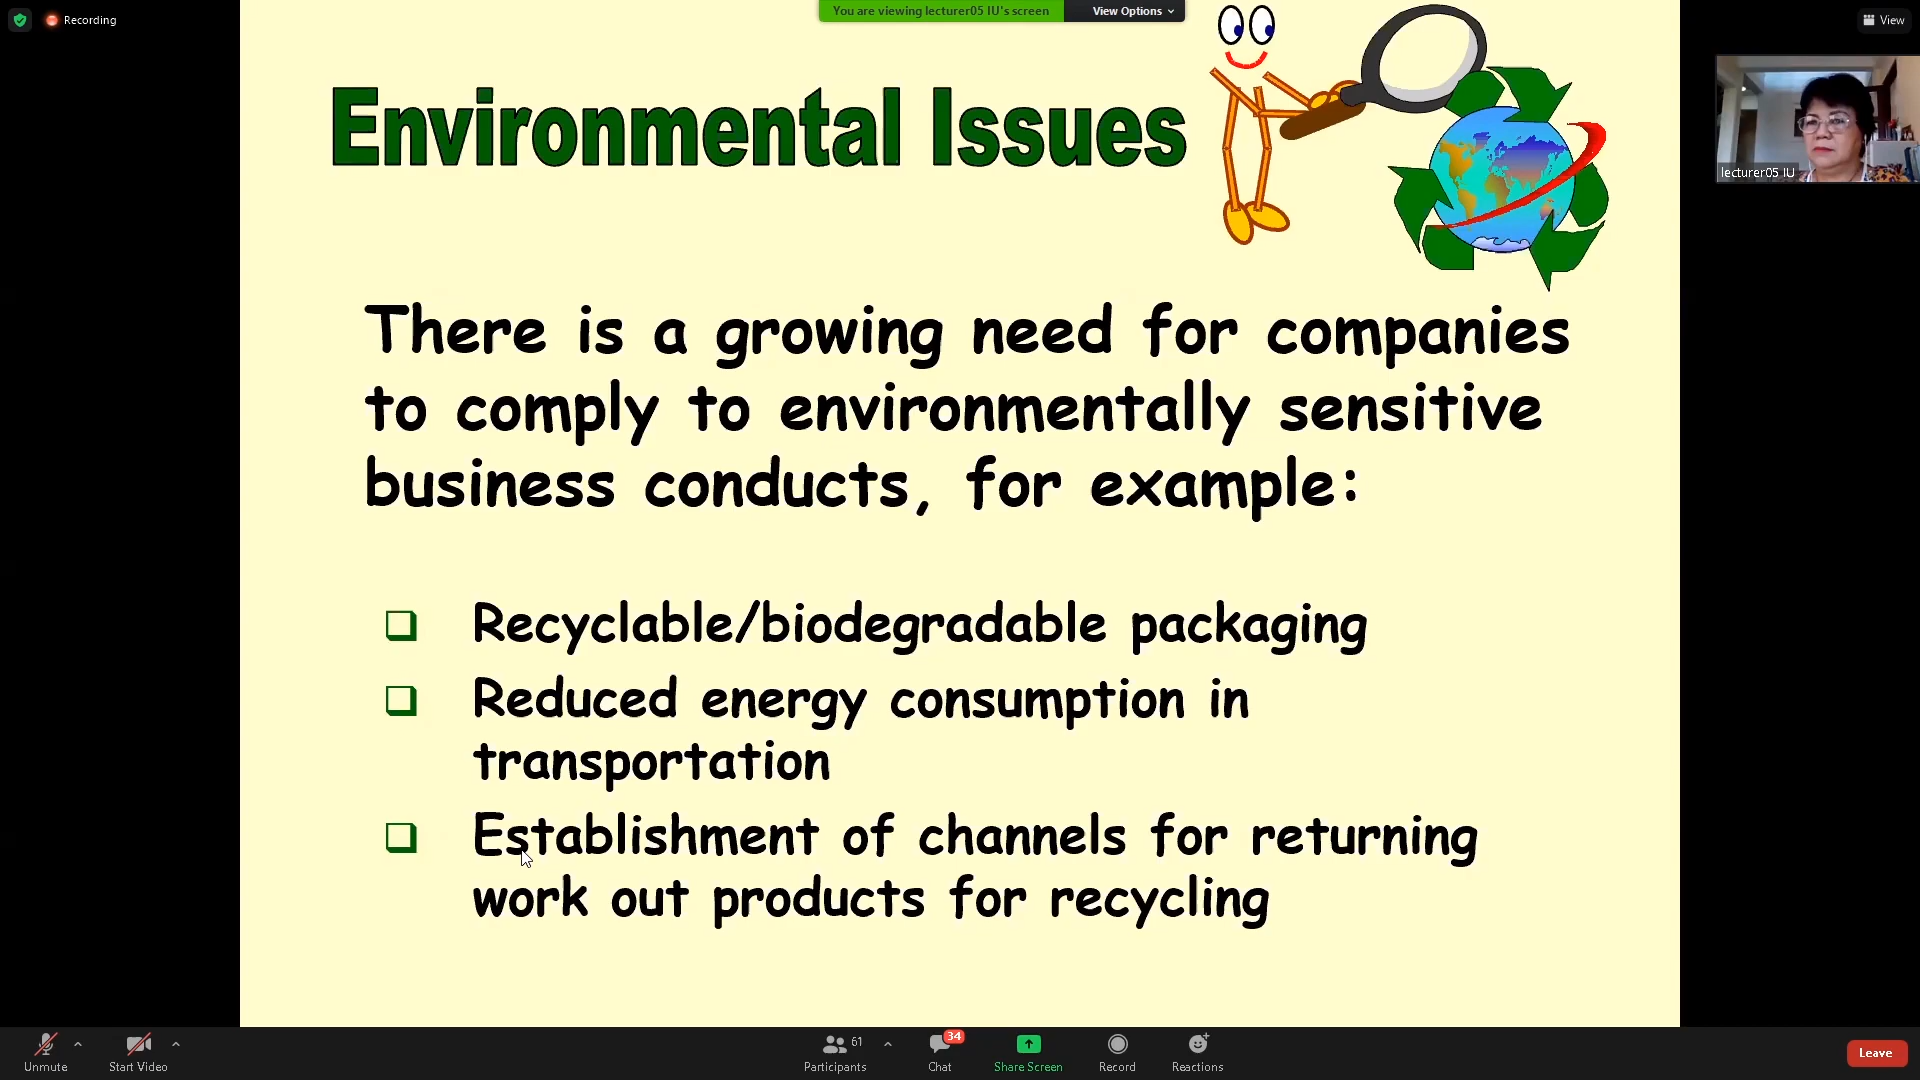 Recording
You are viewing lecturer05 IU's screen
View Options
View
Environmental Issues
lecturer05 IU
There is a growing need for companies
to comply to environmentally sensitive
business conducts, for example:
Recyclable/biodegradable packaging
Reduced energy consumption in
transportation
Establishment of channels for returning
work out products for recycling
Unmute
Start Video
61
Participants
34
Chat
Share Screen
Record
Reactions
Leave